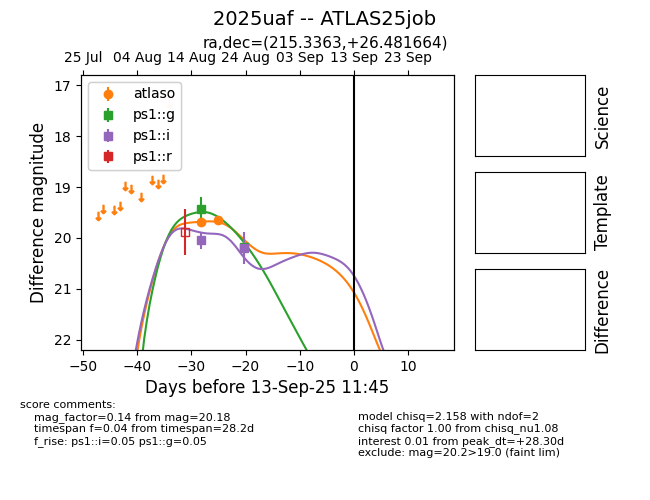 2025uaf -- ATLAS25job
ra,dec=(215.3363,+26.481664)
25 Jul 04 Aug 14 Aug 24 Aug 03 Sep 13 Sep 23 Sep
17
18
19
20
21
22
Difference magnitude
atlaso
ps1::g
ps1::i
ps1::r
−50 −40 −30 −20 −10 0 10
Days before 13-Sep-25 11:45
Science
Template
Difference
score comments:
mag_factor=0.14 from mag=20.18
timespan f=0.04 from timespan=28.2d
f_rise: ps1::i=0.05 ps1::g=0.05
model chisq=2.158 with ndof=2
chisq factor 1.00 from chisq_nu1.08
interest 0.01 from peak_dt=+28.30d
exclude: mag=20.2>19.0 (faint lim)